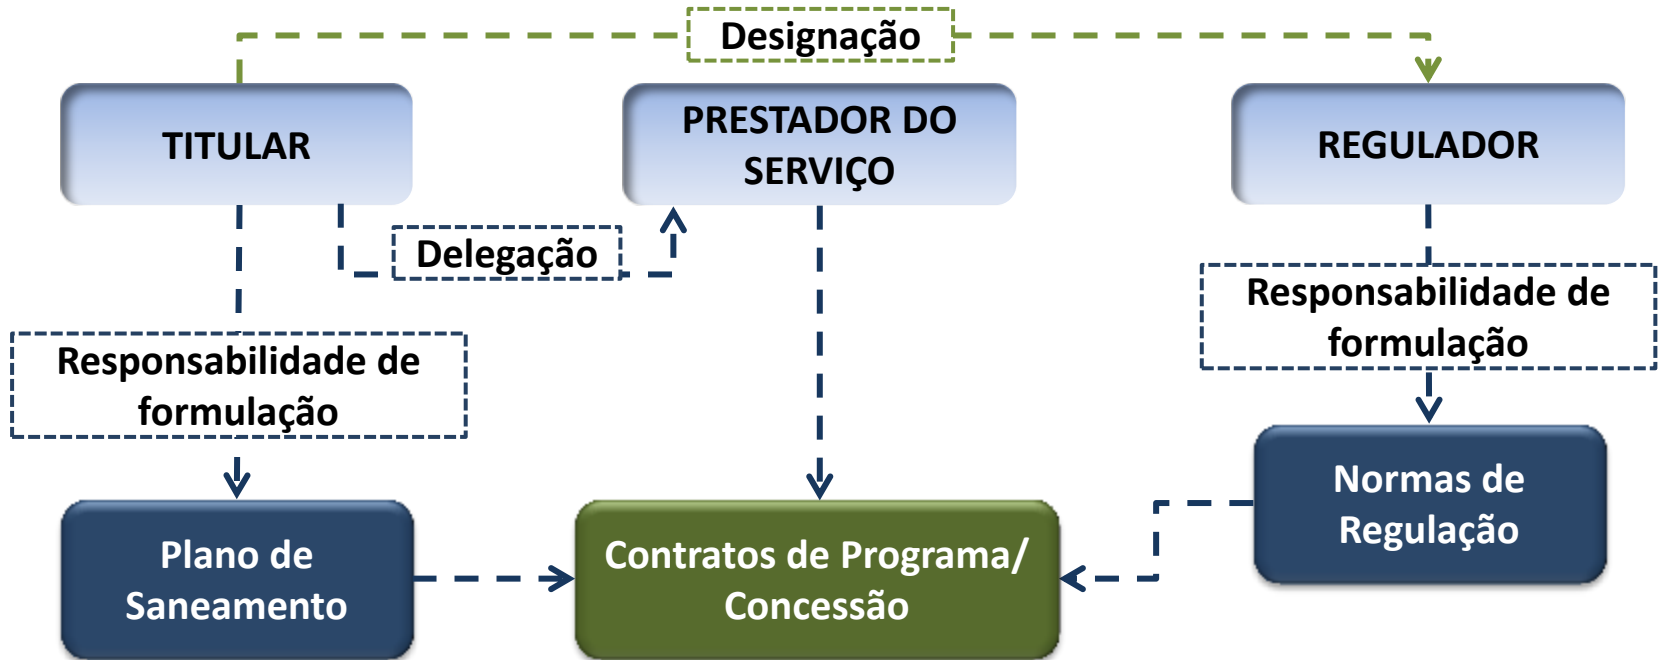 Designação
TITULAR
PRESTADOR DO
SERVIÇO
REGULADOR
Delegação
Responsabilidade de
formulação
Responsabilidade de
formulação
Plano de
Saneamento
Contratos de Programa/
Concessão
Normas de
Regulação